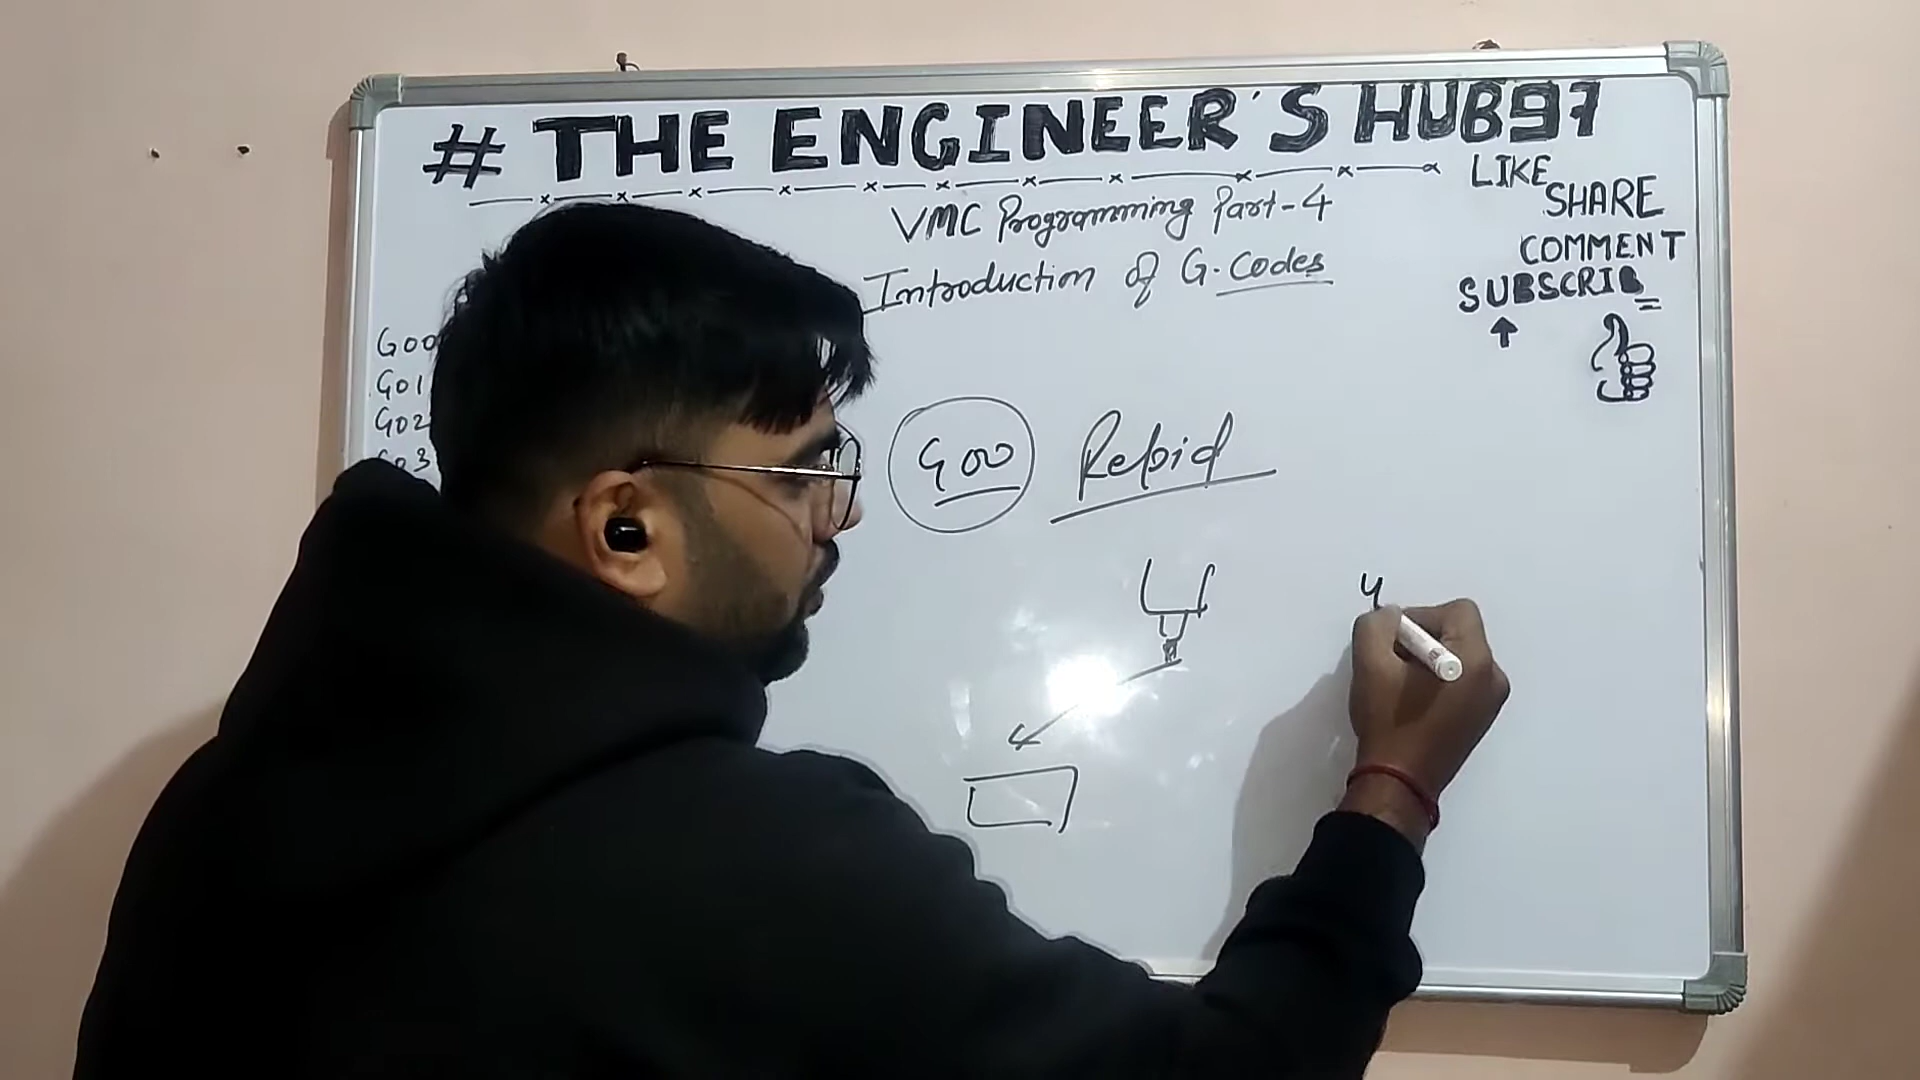 # THE ENGINEER'S HUB97
LIKE
SHARE
COMMENT
SUBSCRIB
VMC Programming Part-4
Introduction of G.Codes
G00
G01
G02
G03
G00 Repid
Y